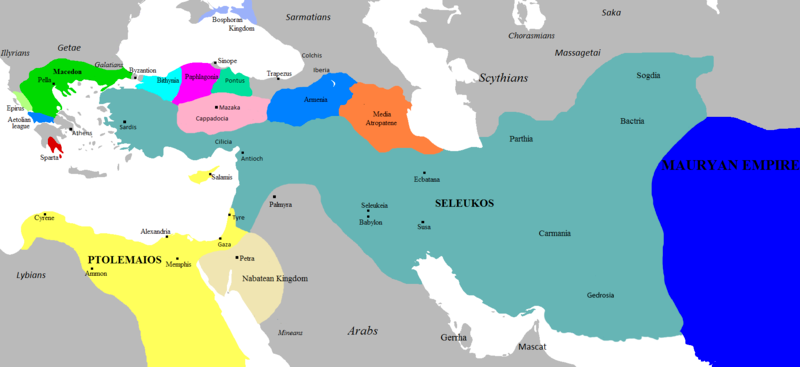 Bosphoran
Kingdom
Sarmatians
Saka
Chorasmians
Massagetai
Illyrians
Getae
Galatians
Macedon
Pella
Byzantion
Bithynia
Paphlagonia
Sinope
Pontus
Colchis
Iberia
Trapezus
Scythians
Sogdia
Epirus
Aetolian
league
Athens
Sparta
Sardis
Mazaka
Cappadocia
Armenia
Media
Atropatene
Bactria
Parthia
Cilicia
Antioch
MAURYAN EMPIRE
Salamis
Ecbatana
Palmyra
Seleukeia
Babylon
SELEUKOS
Susa
Carmania
Cyrene
Alexandria
Tyre
Gaza
Petra
PTOLEMAIOS
Memphis
Ammon
Lybians
Nabatean Kingdom
Gedrosia
Mineans
Arabs
Gerrha
Mascat